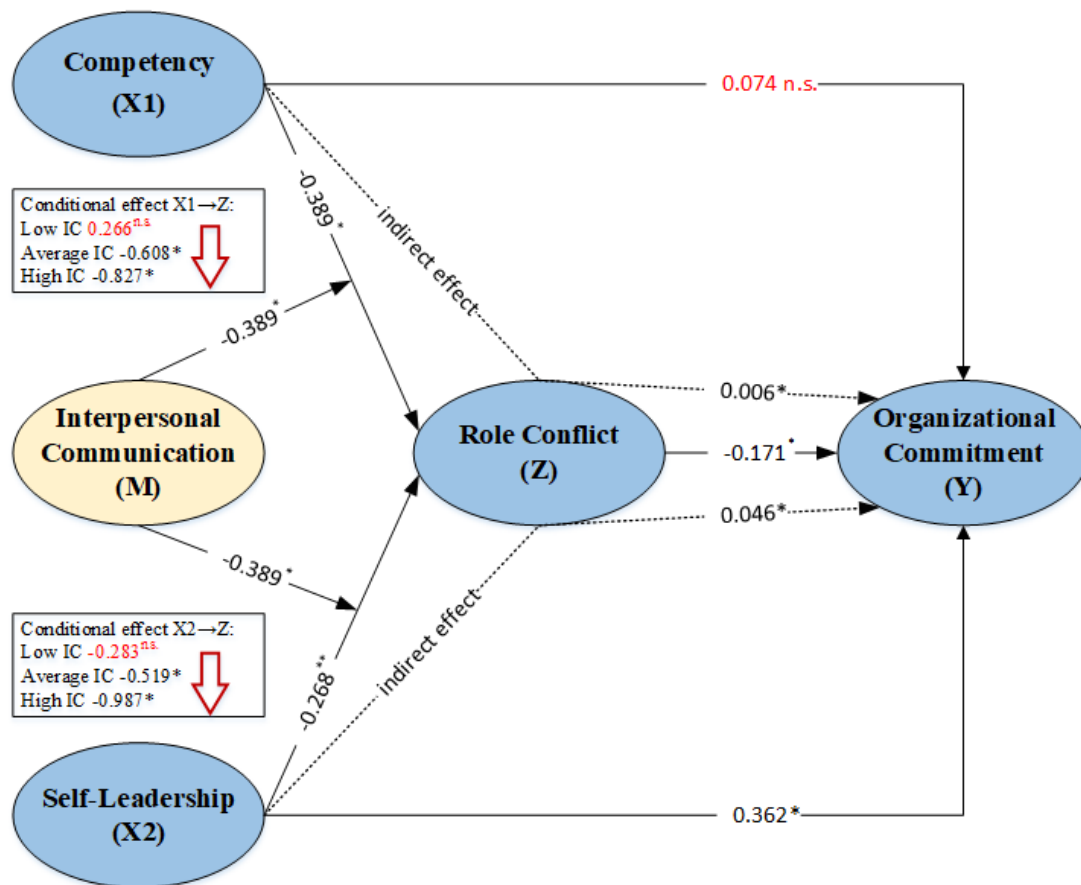 Competency
(X1)
0.074 n.s.
-0.389 *
indirect effect
Conditional effect X1→Z:
Low IC 0.266 n.s.
Average IC -0.608*
High IC -0.827*
-0.389 *
Interpersonal
Communication
(M)
Role Conflict
(Z)
0.006*
-0.171 *
0.046*
Organizational
Commitment
(Y)
-0.389 *
Conditional effect X2→Z:
Low IC -0.283 n.s.
Average IC -0.519*
High IC -0.987*
-0.268 **
indirect effect
Self-Leadership
(X2)
0.362*